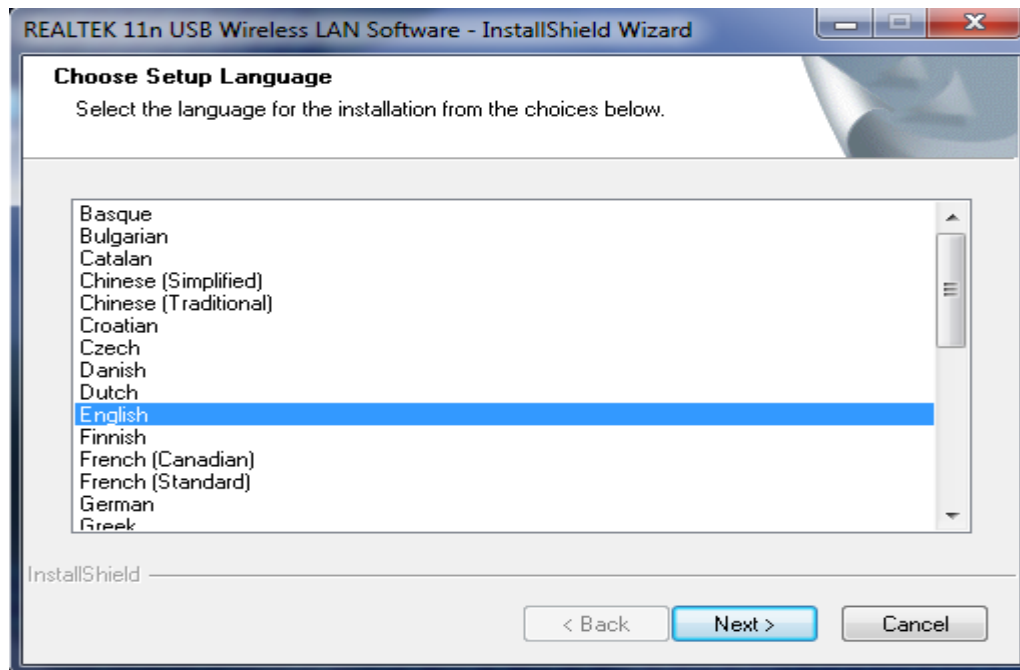 REALTEK 11n USB Wireless LAN Software - InstallShield Wizard
Choose Setup Language
Select the language for the installation from the choices below.
Basque
Bulgarian
Catalan
Chinese (Simplified)
Chinese (Traditional)
Croatian
Czech
Danish
Dutch
English
Finnish
French (Canadian)
French (Standard)
German
Greek
InstallShield
< Back Next > Cancel